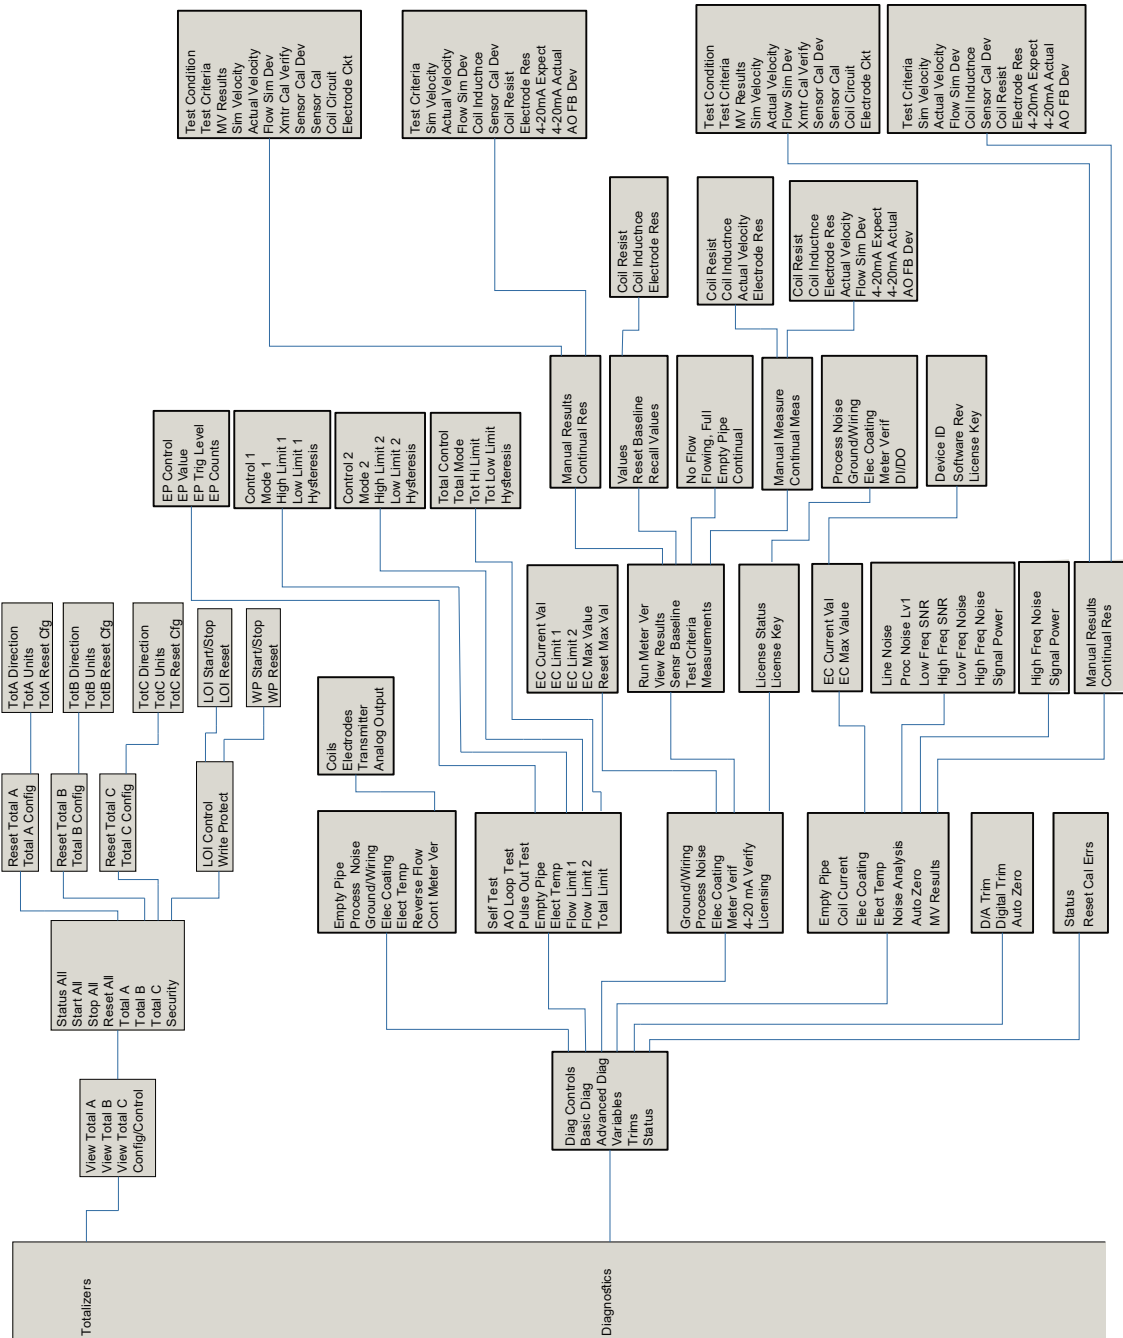 Totalizers
Diagnostics
View Total A
View Total B
View Total C
Config/Control
Status All
Start All
Stop All
Reset All
Total A
Total B
Total C
Security
Reset Total A
Total A Config
Reset Total B
Total B Config
Reset Total C
Total C Config
LOI Control
Write Protect
TotA Direction
TotA Units
TotA Reset Cfg
TotB Direction
TotB Units
TotB Reset Cfg
TotC Direction
TotC Units
TotC Reset Cfg
LOI Start/Stop
LOI Reset
WP Start/Stop
WP Reset
Diag Controls
Basic Diag
Advanced Diag
Variables
Trims
Status
Empty Pipe
Process Noise
Ground/Wiring
Elec Coating
Elect Temp
Reverse Flow
Cont Meter Ver
Coils
Electrodes
Transmitter
Analog Output
Self Test
AO Loop Test
Pulse Out Test
Empty Pipe
Elect Temp
Flow Limit 1
Flow Limit 2
Total Limit
EP Control
EP Value
EP Trig Level
EP Counts
Control 1
Mode 1
High Limit 1
Low Limit 1
Hysteresis
Control 2
Mode 2
High Limit 2
Low Limit 2
Hysteresis
Total Control
Total Mode
Tot Hi Limit
Tot Low Limit
Hysteresis
Ground/Wiring
Process Noise
Elec Coating
Meter Verif
4-20 mA Verify
Licensing
EC Current Val
EC Limit 1
EC Limit 2
EC Max Value
Reset Max Val
Run Meter Ver
View Results
Sensr Baseline
Test Criteria
Measurements
License Status
License Key
Manual Results
Continual Res
Values
Reset Baseline
Recall Values
No Flow
Flowing, Full
Empty Pipe
Continual
Manual Measure
Continual Meas
Process Noise
Ground/Wiring
Elec Coating
Meter Verif
DI/DO
Device ID
Software Rev
License Key
Test Condition
Test Criteria
MV Results
Sim Velocity
Actual Velocity
Flow Sim Dev
Xmtr Cal Verify
Sensor Cal Dev
Sensor Cal
Coil Circuit
Electrode Ckt
Test Criteria
Sim Velocity
Actual Velocity
Flow Sim Dev
Coil Inductnce
Sensor Cal Dev
Coil Resist
Electrode Res
4-20mA Expect
4-20mA Actual
AO FB Dev
Coil Resist
Coil Inductnce
Electrode Res
Coil Resist
Coil Inductnce
Actual Velocity
Electrode Res
Coil Resist
Coil Inductnce
Electrode Res
Actual Velocity
Flow Sim Dev
4-20mA Expect
4-20mA Actual
AO FB Dev
Empty Pipe
Coil Current
Elec Coating
Elect Temp
Noise Analysis
Auto Zero
MV Results
EC Current Val
EC Max Value
Line Noise
Proc Noise Lv1
Low Freq SNR
High Freq SNR
Low Freq Noise
High Freq Noise
Signal Power
High Freq Noise
Signal Power
Manual Results
Continual Res
Test Condition
Test Criteria
MV Results
Sim Velocity
Actual Velocity
Flow Sim Dev
Xmtr Cal Verify
Sensor Cal Dev
Sensor Cal
Coil Circuit
Electrode Ckt
Test Criteria
Sim Velocity
Actual Velocity
Flow Sim Dev
Coil Inductnce
Sensor Cal Dev
Coil Resist
Electrode Res
4-20mA Expect
4-20mA Actual
AO FB Dev
D/A Trim
Digital Trim
Auto Zero
Status
Reset Cal Errs